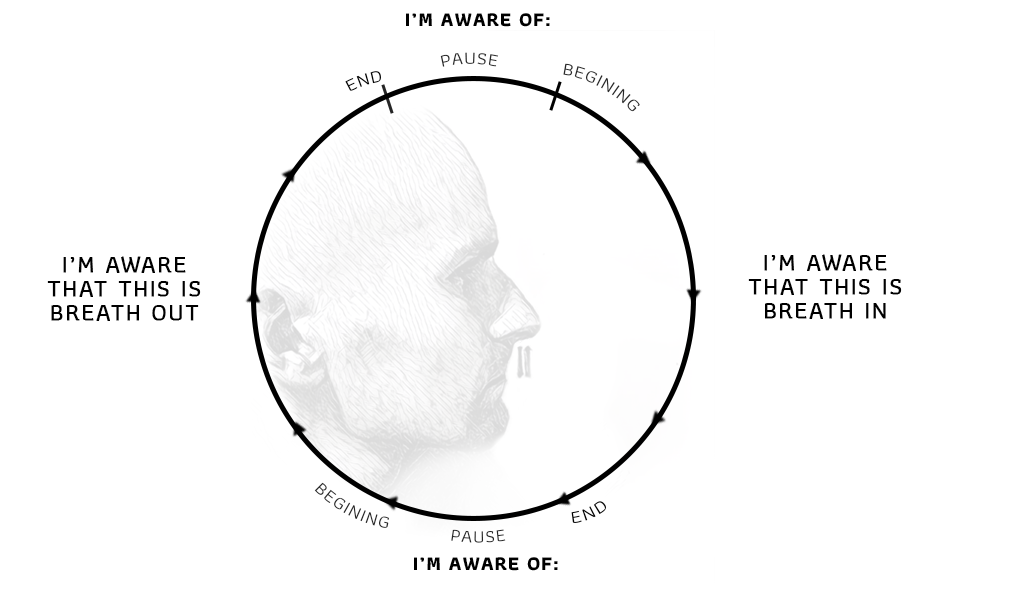 I'M AWARE OF:
PAUSE
END
BEGINING
I'M AWARE
THAT THIS IS
BREATH OUT
I'M AWARE
THAT THIS IS
BREATH IN
BEGINING
END
PAUSE
I'M AWARE OF: